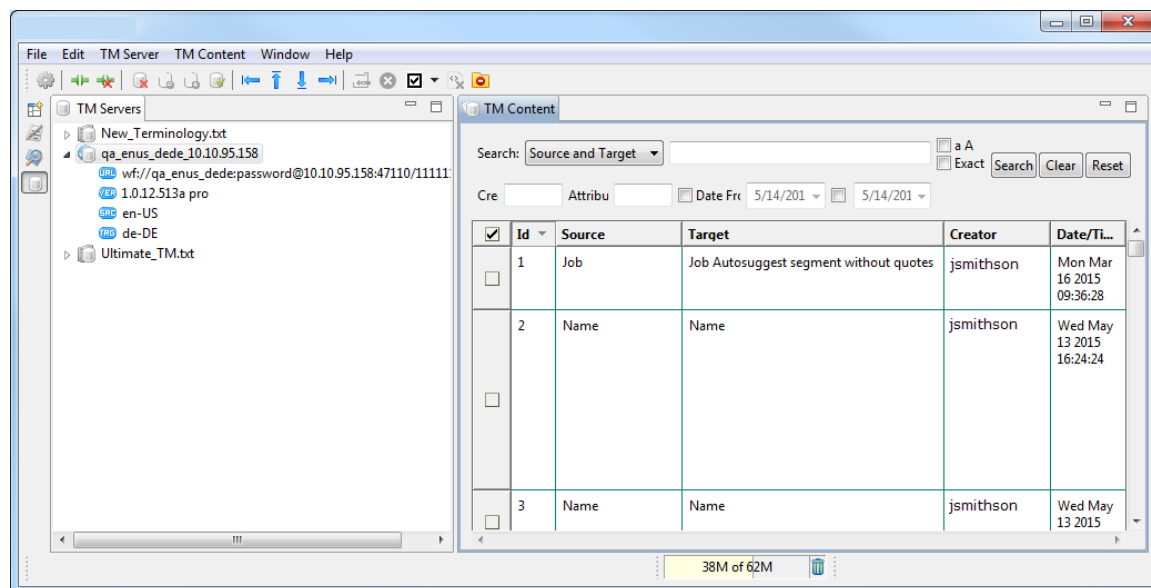 File Edit TM Server TM Content Window Help
TM Servers
New_Terminology.txt
qa_enus_dede_10.10.95.158
URL wf://qa_enus_dede:password@10.10.95.158:47110/11111
VER 1.0.12.513a pro
SRC en-US
TRG de-DE
Ultimate_TM.txt
TM Content
Search: Source and Target a A
Exact Search Clear Reset
Cre Attribu Date Frc 5/14/201 5/14/201
Id Source Target Creator Date/Ti...
1 Job Job Autosuggest segment without quotes jsmithson Mon Mar
16 2015
09:36:28
2 Name Name jsmithson Wed May
13 2015
16:24:24
3 Name Name jsmithson Wed May
13 2015
38M of 62M